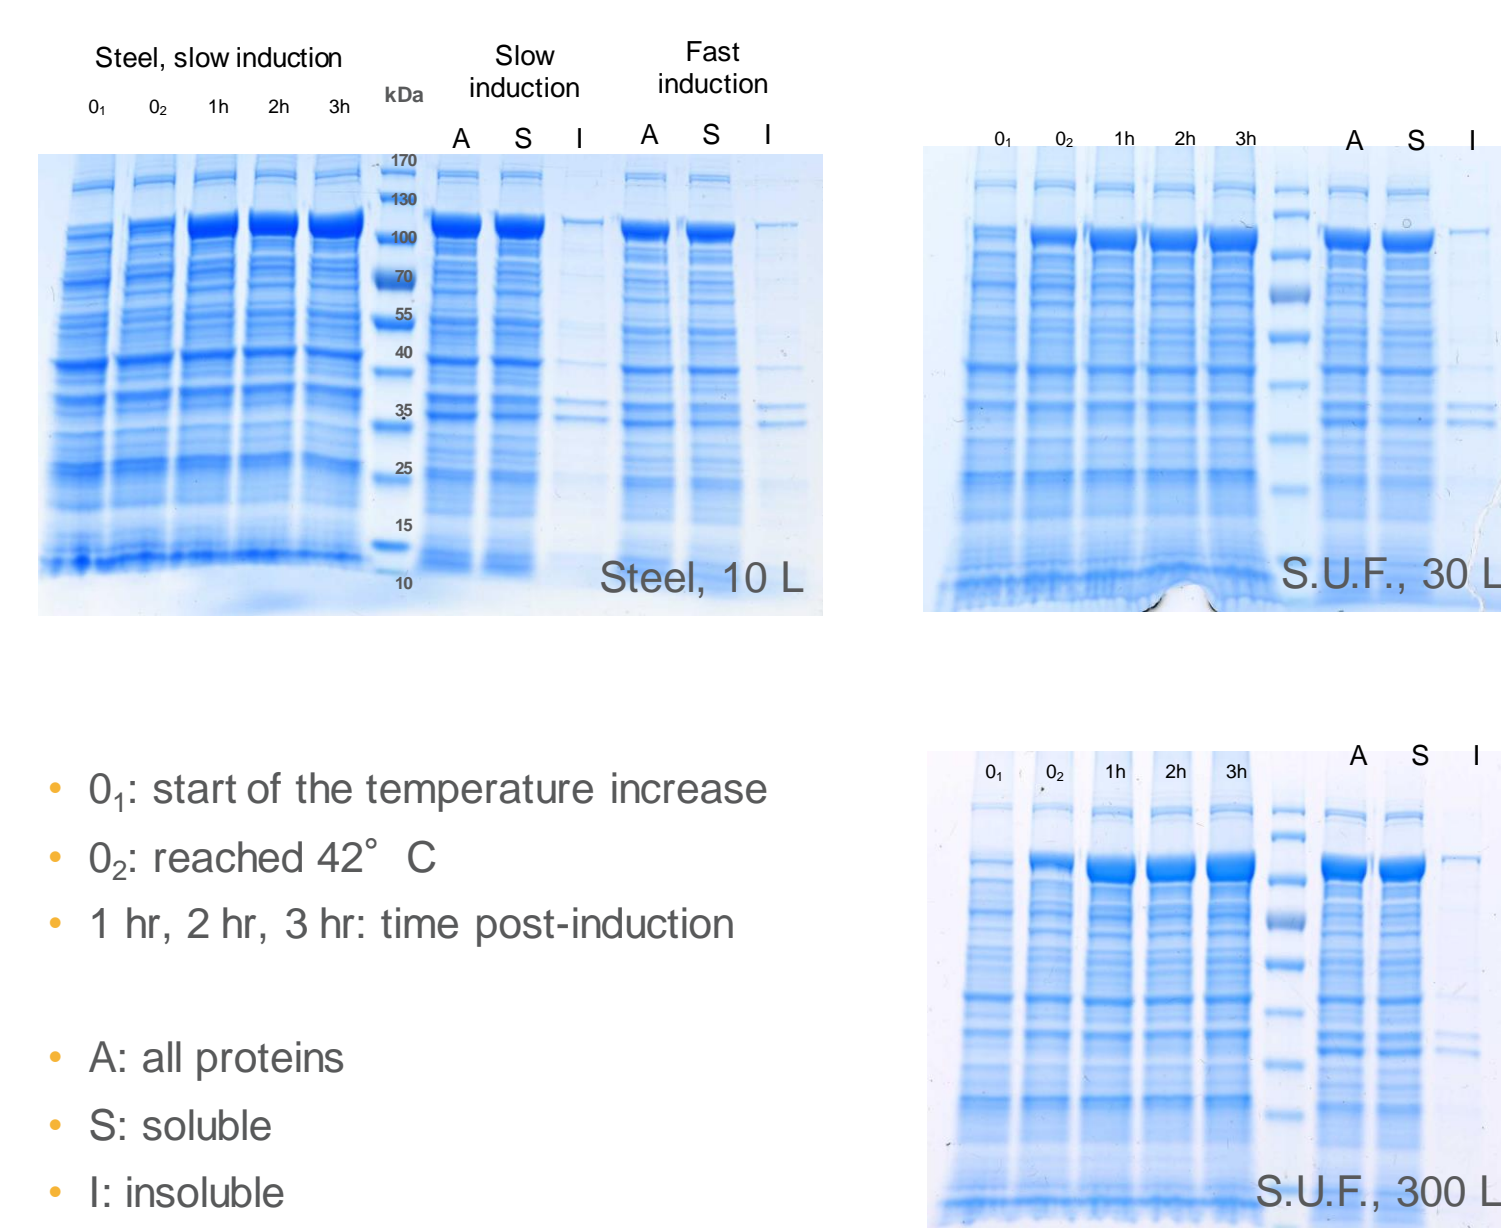 Steel, slow induction
0₁ 0₂ 1h 2h 3h
kDa
Slow
induction
A S I
Fast
induction
A S I
170
130
100
70
55
40
35
25
15
10
Steel, 10 L
0₁ 0₂ 1h 2h 3h
A S I
S.U.F., 30 L
• 0₁: start of the temperature increase
• 0₂: reached 42° C
• 1 hr, 2 hr, 3 hr: time post-induction
• A: all proteins
• S: soluble
• I: insoluble
0₁ 0₂ 1h 2h 3h
A S I
S.U.F., 300 L